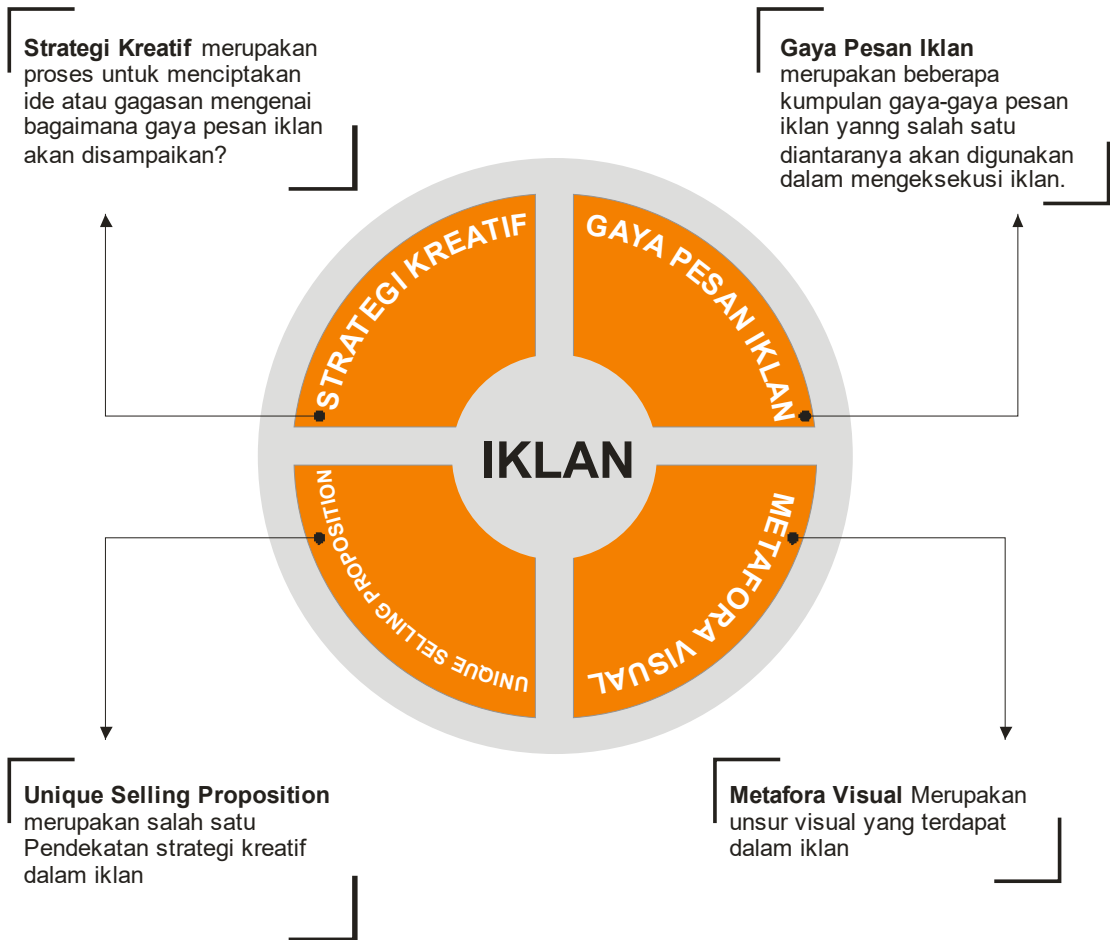 Strategi Kreatif merupakan
proses untuk menciptakan
ide atau gagasan mengenai
bagaimana gaya pesan iklan
akan disampaikan?
Gaya Pesan Iklan
merupakan beberapa
kumpulan gaya-gaya pesan
iklan yanng salah satu
diantaranya akan digunakan
dalam mengeksekusi iklan.
STRATEGI KREATIF
GAYA PESAN IKLAN
IKLAN
UNIQUE SELLING PROPOSITION
METAFORA VISUAL
Unique Selling Proposition
merupakan salah satu
Pendekatan strategi kreatif
dalam iklan
Metafora Visual Merupakan
unsur visual yang terdapat
dalam iklan